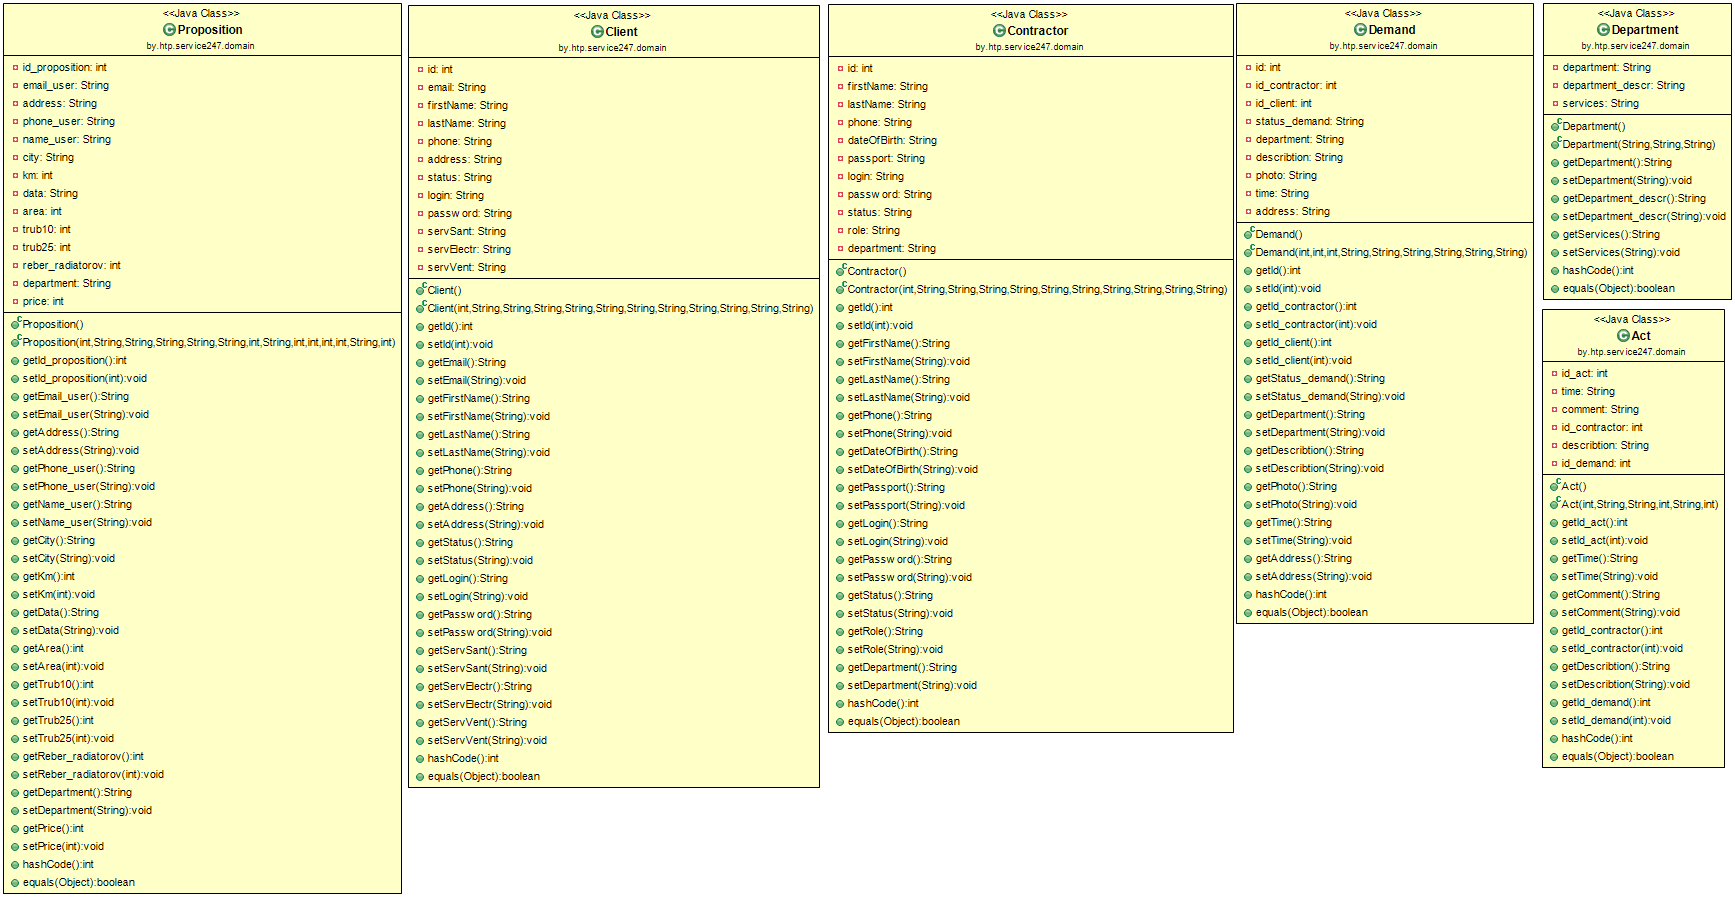 <<Java Class>>
Proposition
by.htp.service247.domain
id_proposition: int
email_user: String
address: String
phone_user: String
name_user: String
city: String
km: int
data: String
area: int
trub10: int
trub25: int
reber_radiatorov: int
department: String
price: int
Proposition()
Proposition(int,String,String,String,String,String,int,String,int,int,int,int,String,int)
getId_proposition():int
setId_proposition(int):void
getEmail_user():String
setEmail_user(String):void
getAddress():String
setAddress(String):void
getPhone_user():String
setPhone_user(String):void
getName_user():String
setName_user(String):void
getCity():String
setCity(String):void
getKm():int
setKm(int):void
getData():String
setData(String):void
getArea():int
setArea(int):void
getTrub10():int
setTrub10(int):void
getTrub25():int
setTrub25(int):void
getReber_radiatorov():int
setReber_radiatorov(int):void
getDepartment():String
setDepartment(String):void
getPrice():int
setPrice(int):void
hashCode():int
equals(Object):boolean
<<Java Class>>
Client
by.htp.service247.domain
id: int
email: String
firstName: String
lastName: String
phone: String
address: String
status: String
login: String
password: String
servSant: String
servElectr: String
servVent: String
Client()
Client(int,String,String,String,String,String,String,String,String,String,String,String)
getId():int
setId(int):void
getEmail():String
setEmail(String):void
getFirstName():String
setFirstName(String):void
getLastName():String
setLastName(String):void
getPhone():String
setPhone(String):void
getAddress():String
setAddress(String):void
getStatus():String
setStatus(String):void
getLogin():String
setLogin(String):void
getPassword():String
setPassword(String):void
getServSant():String
setServSant(String):void
getServElectr():String
setServElectr(String):void
getServVent():String
setServVent(String):void
hashCode():int
equals(Object):boolean
<<Java Class>>
Contractor
by.htp.service247.domain
id: int
firstName: String
lastName: String
phone: String
dateOfBirth: String
passport: String
login: String
password: String
status: String
role: String
department: String
Contractor()
Contractor(int,String,String,String,String,String,String,String,String,String,String)
getId():int
setId(int):void
getFirstName():String
setFirstName(String):void
getLastName():String
setLastName(String):void
getPhone():String
setPhone(String):void
getDateOfBirth():String
setDateOfBirth(String):void
getPassport():String
setPassport(String):void
getLogin():String
setLogin(String):void
getPassword():String
setPassword(String):void
getStatus():String
setStatus(String):void
getRole():String
setRole(String):void
getDepartment():String
setDepartment(String):void
hashCode():int
equals(Object):boolean
<<Java Class>>
Demand
by.htp.service247.domain
id: int
id_contractor: int
id_client: int
status_demand: String
department: String
describtion: String
photo: String
time: String
address: String
Demand()
Demand(int,int,int,String,String,String,String,String,String)
getId():int
setId(int):void
getId_contractor():int
setId_contractor(int):void
getId_client():int
setId_client(int):void
getStatus_demand():String
setStatus_demand(String):void
getDepartment():String
setDepartment(String):void
getDescribtion():String
setDescribtion(String):void
getPhoto():String
setPhoto(String):void
getTime():String
setTime(String):void
getAddress():String
setAddress(String):void
hashCode():int
equals(Object):boolean
<<Java Class>>
Department
by.htp.service247.domain
department: String
department_descr: String
services: String
Department()
Department(String,String,String)
getDepartment():String
setDepartment(String):void
getDepartment_descr():String
setDepartment_descr(String):void
getServices():String
setServices(String):void
hashCode():int
equals(Object):boolean
<<Java Class>>
Act
by.htp.service247.domain
id_act: int
time: String
comment: String
id_contractor: int
describtion: String
id_demand: int
Act()
Act(int,String,String,int,String,int)
getId_act():int
setId_act(int):void
getTime():String
setTime(String):void
getComment():String
setComment(String):void
getId_contractor():int
setId_contractor(int):void
getDescribtion():String
setDescribtion(String):void
getId_demand():int
setId_demand(int):void
hashCode():int
equals(Object):boolean